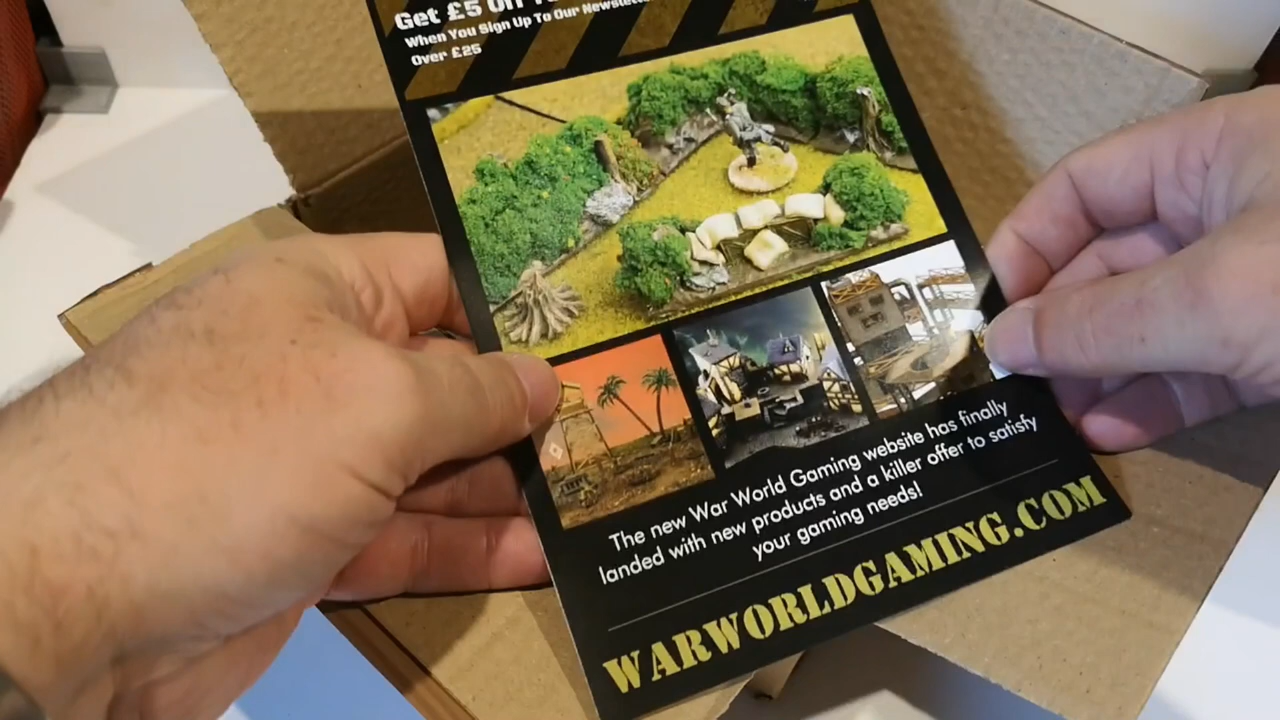 Get £5 Off
When You Sign Up To Our Newsletter
Over £25
The new War World Gaming website has finally
landed with new products and a killer offer to satisfy
your gaming needs!
WARWORLDGAMING.COM